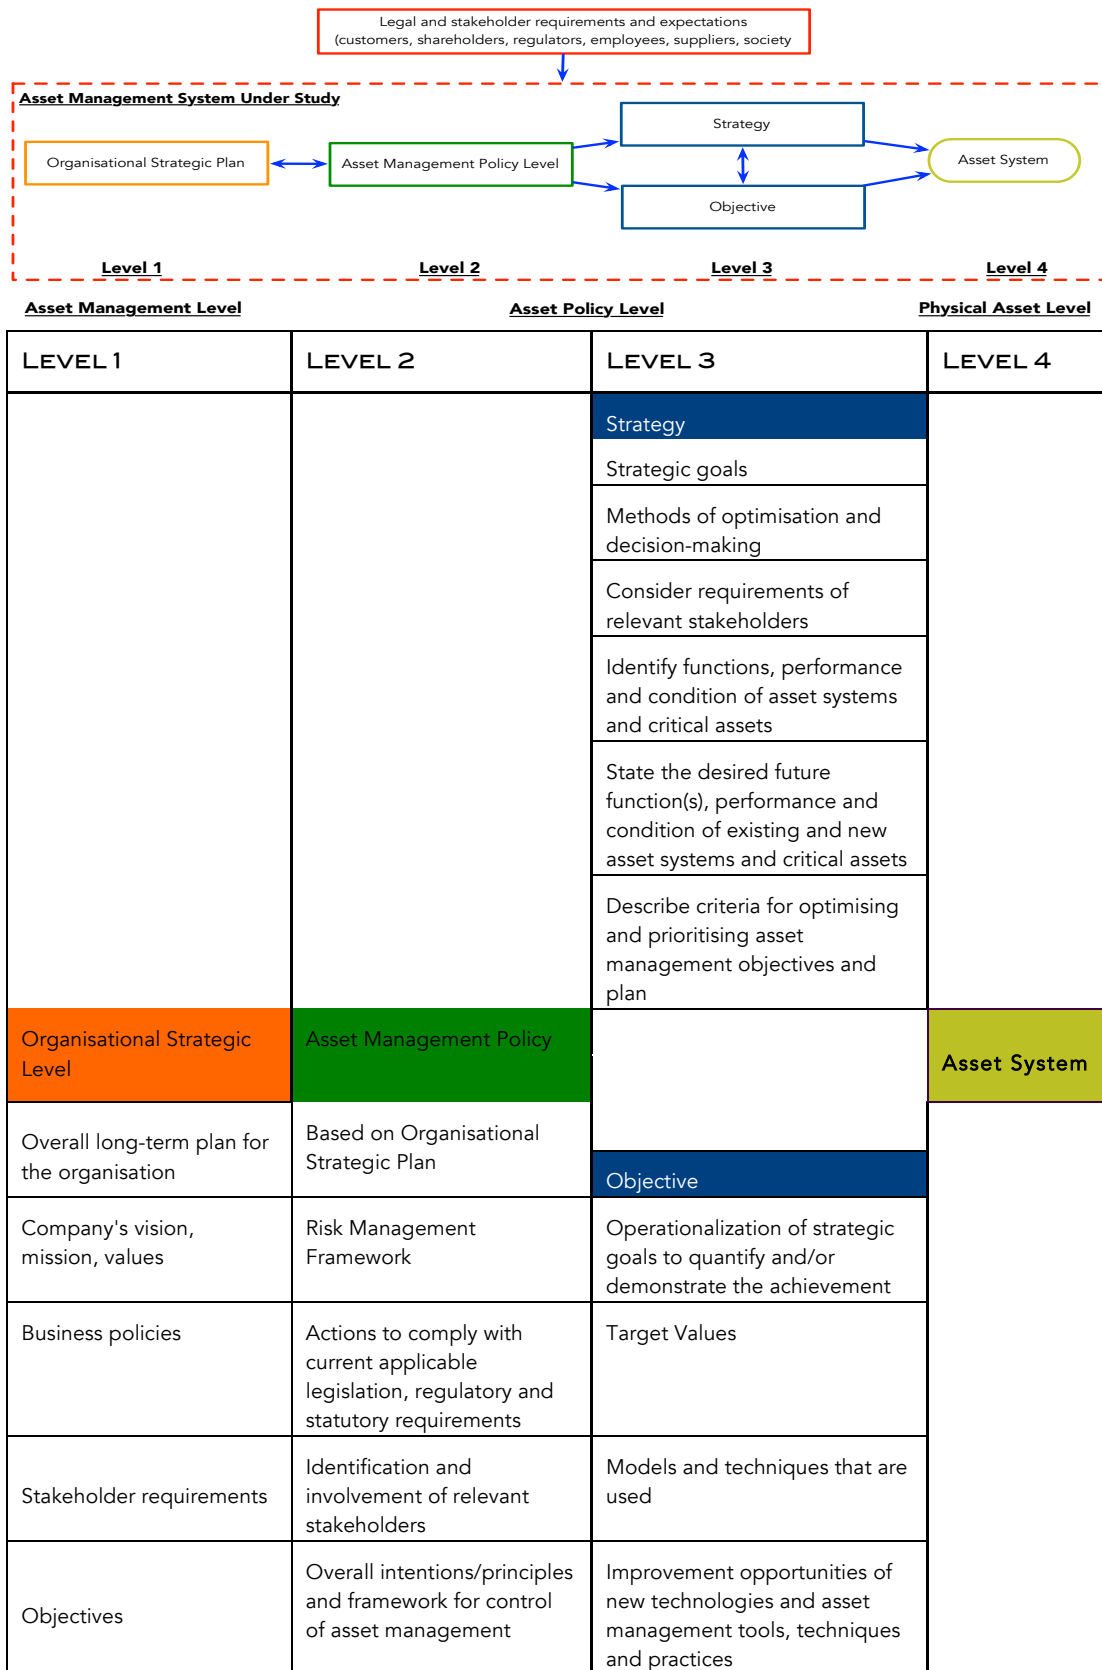 Legal and stakeholder requirements and expectations
(customers, shareholders, regulators, employees, suppliers, society
Asset Management System Under Study
Organisational Strategic Plan
Asset Management Policy Level
Strategy
Objective
Asset System
Level 1
Level 2
Level 3
Level 4
Asset Management Level
Asset Policy Level
Physical Asset Level
LEVEL 1
LEVEL 2
LEVEL 3
LEVEL 4
Strategy
Strategic goals
Methods of optimisation and
decision-making
Consider requirements of
relevant stakeholders
Identify functions, performance
and condition of asset systems
and critical assets
State the desired future
function(s), performance and
condition of existing and new
asset systems and critical assets
Describe criteria for optimising
and prioritising asset
management objectives and
plan
Organisational Strategic
Level
Asset Management Policy
Asset System
Overall long-term plan for
the organisation
Based on Organisational
Strategic Plan
Objective
Company's vision,
mission, values
Risk Management
Framework
Operationalization of strategic
goals to quantify and/or
demonstrate the achievement
Business policies
Actions to comply with
current applicable
legislation, regulatory and
statutory requirements
Target Values
Stakeholder requirements
Identification and
involvement of relevant
stakeholders
Models and techniques that are
used
Objectives
Overall intentions/principles
and framework for control
of asset management
Improvement opportunities of
new technologies and asset
management tools, techniques
and practices